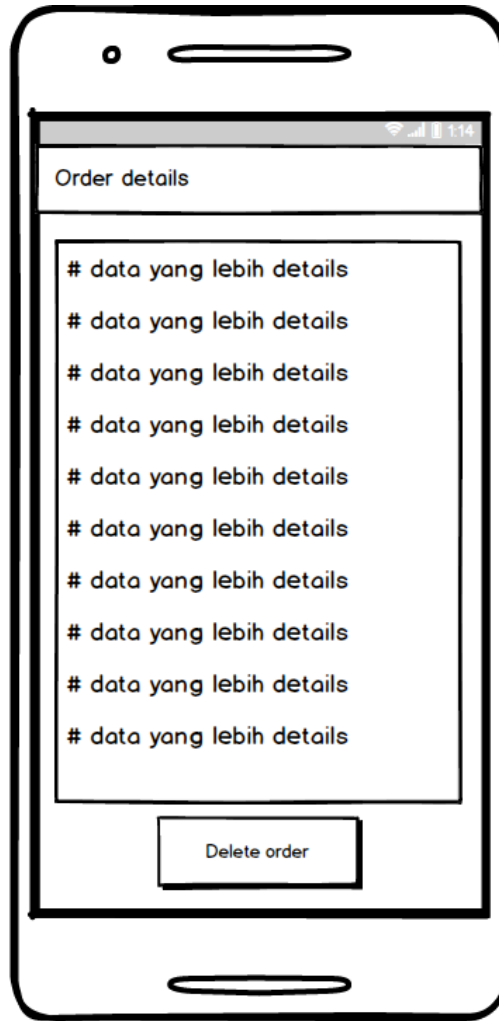 1:14
Order details
# data yang lebih details
# data yang lebih details
# data yang lebih details
# data yang lebih details
# data yang lebih details
# data yang lebih details
# data yang lebih details
# data yang lebih details
# data yang lebih details
# data yang lebih details
Delete order